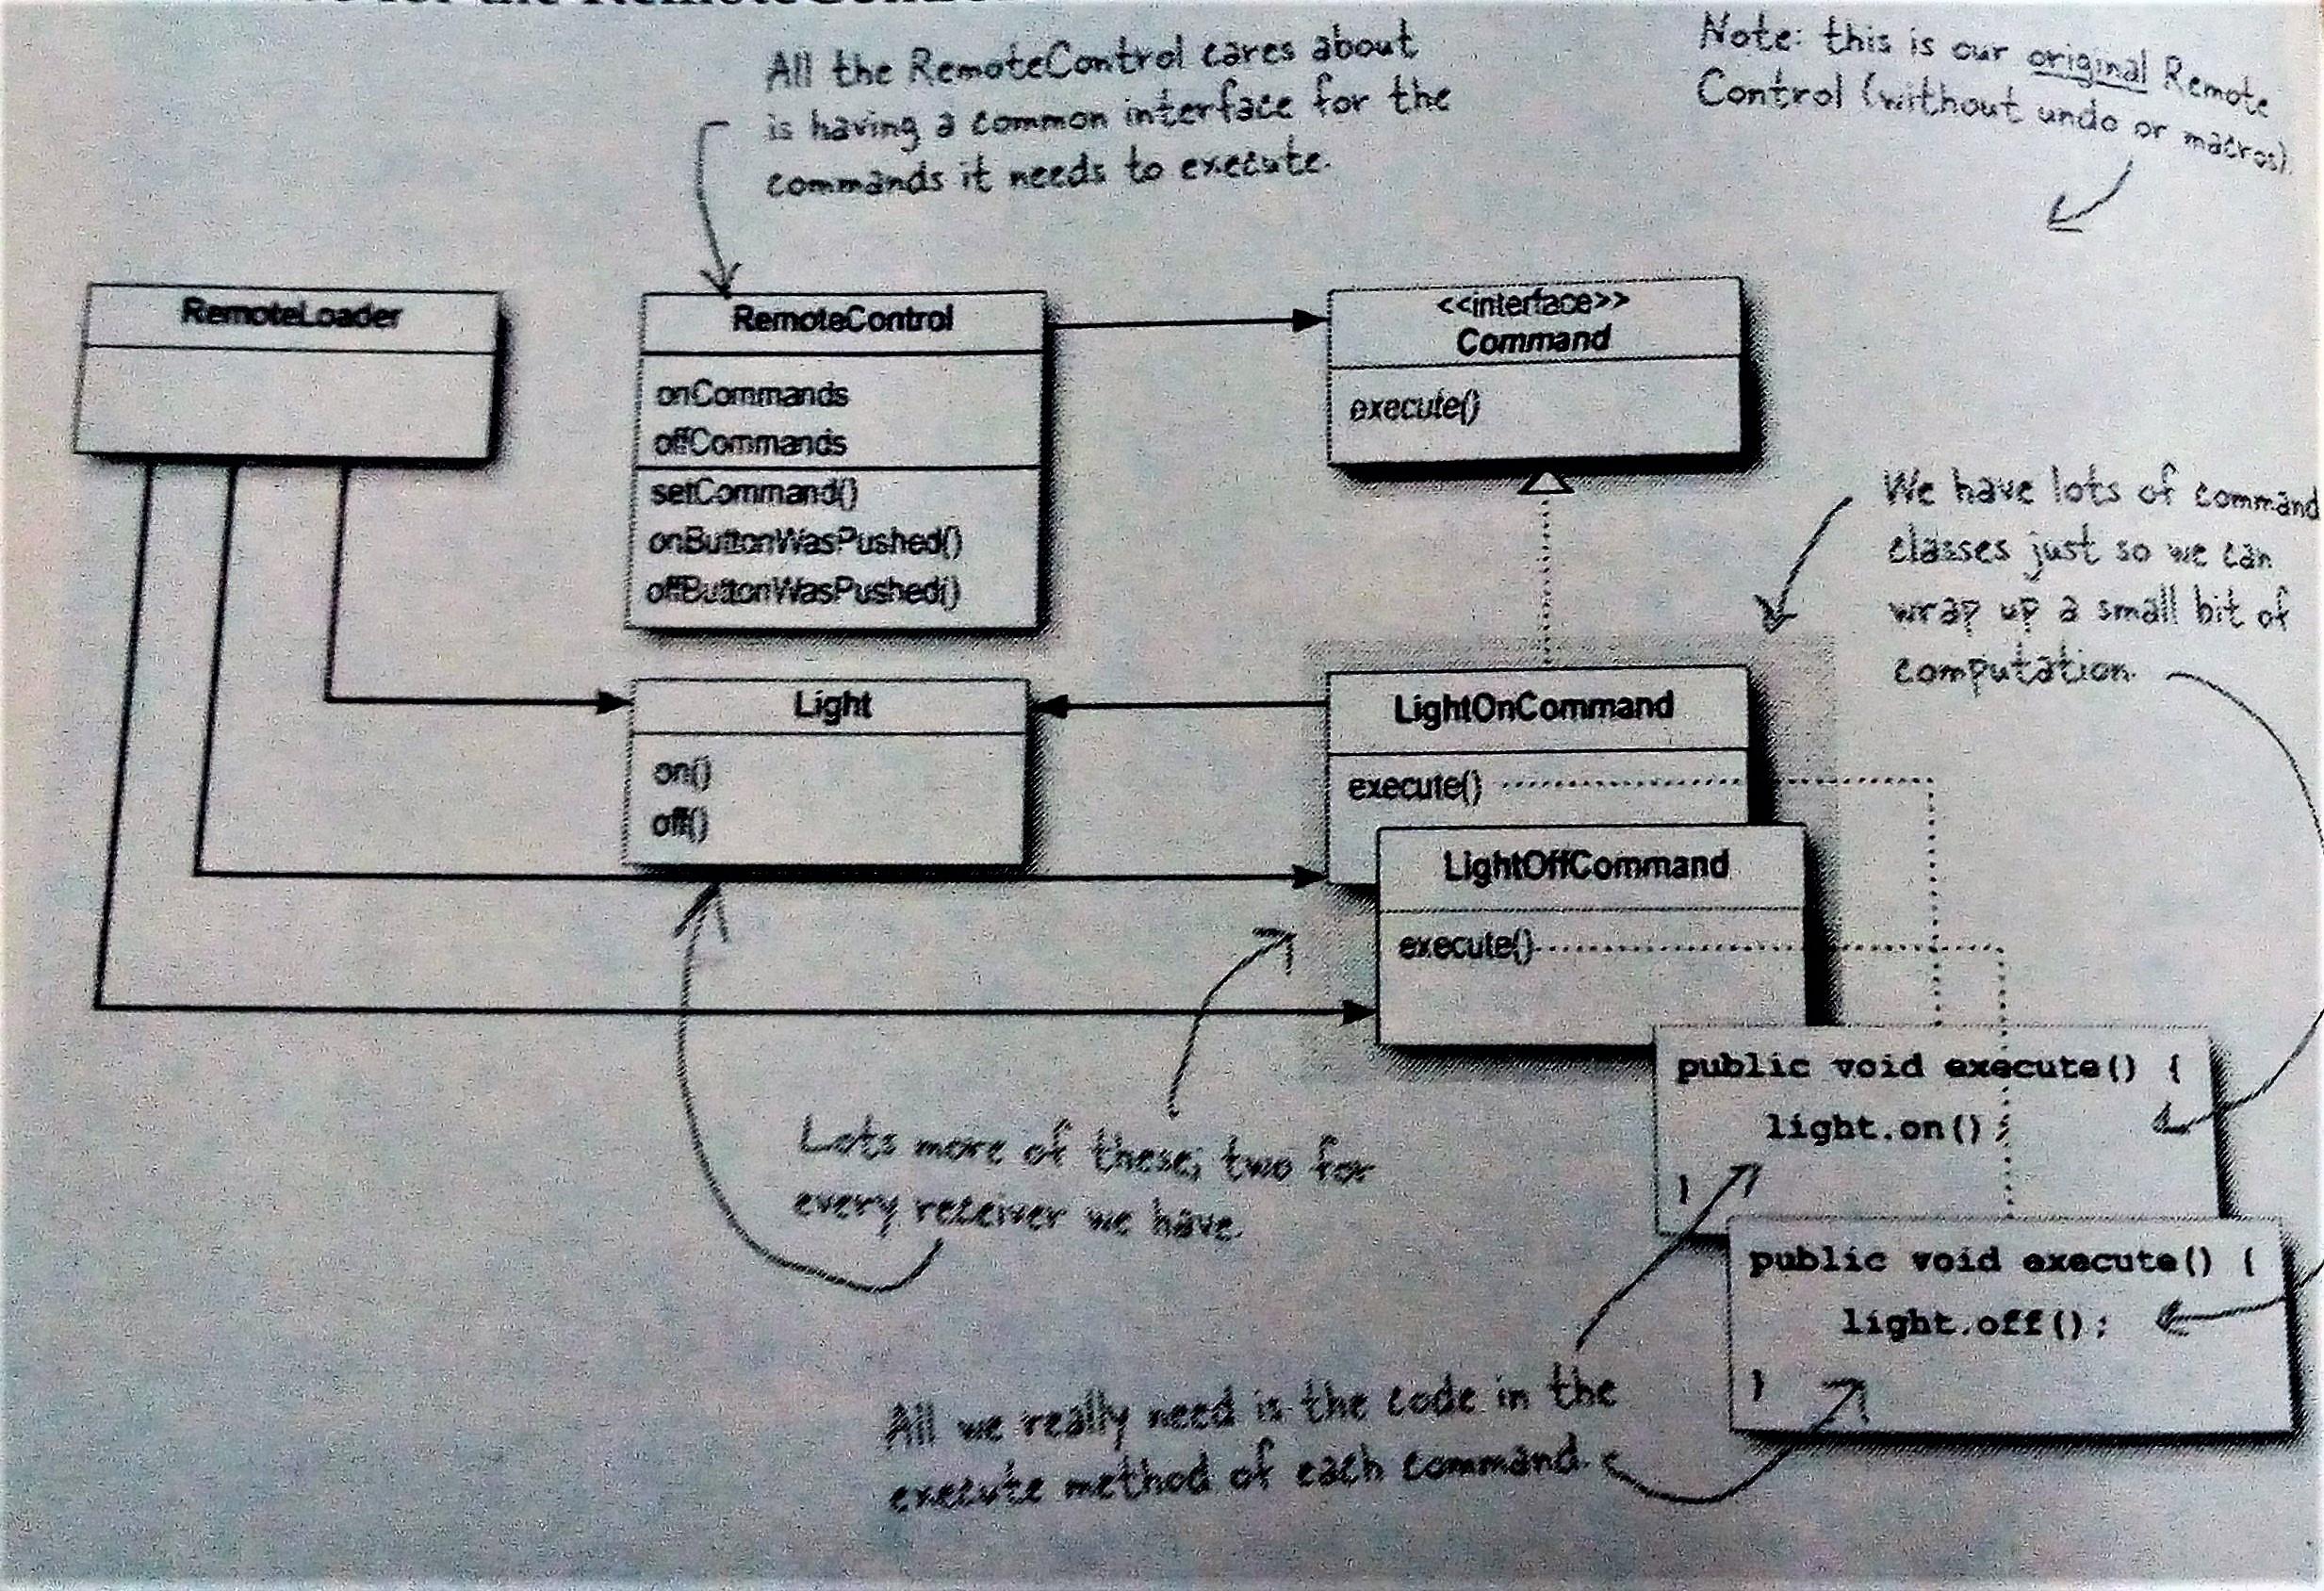 for the RemoteContro
All the RemoteControl cares about
is having a common interface for the
commands it needs to execute.
Note: this is our original Remote
Control (without undo or macros).
RemoteLoader
RemoteControl
onCommands
offCommands
setCommand()
onButtonWasPushed()
offButtonWasPushed()
<<interface>>
Command
execute()
We have lots of command
classes just so we can
wrap up a small bit of
computation.
Light
on()
off()
LightOnCommand
execute()
LightOffCommand
execute()
public void execute() {
light.on();
}
public void execute() {
light.off();
}
Lots more of these; two for
every receiver we have.
All we really need is the code in the
execute method of each command.